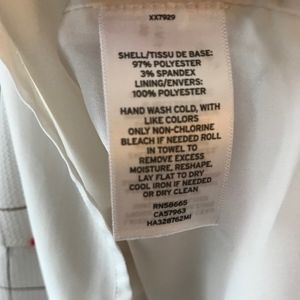 XX7929
SHELL/TISSU DE BASE:
97% POLYESTER
3% SPANDEX
LINING/ENVERS:
100% POLYESTER
HAND WASH COLD, WITH
LIKE COLORS
ONLY NON-CHLORINE
BLEACH IF NEEDED ROLL
IN TOWEL TO
REMOVE EXCESS
MOISTURE, RESHAPE,
LAY FLAT TO DRY
COOL IRON IF NEEDED
OR DRY CLEAN
RN58665
CA57963
HA328762MI